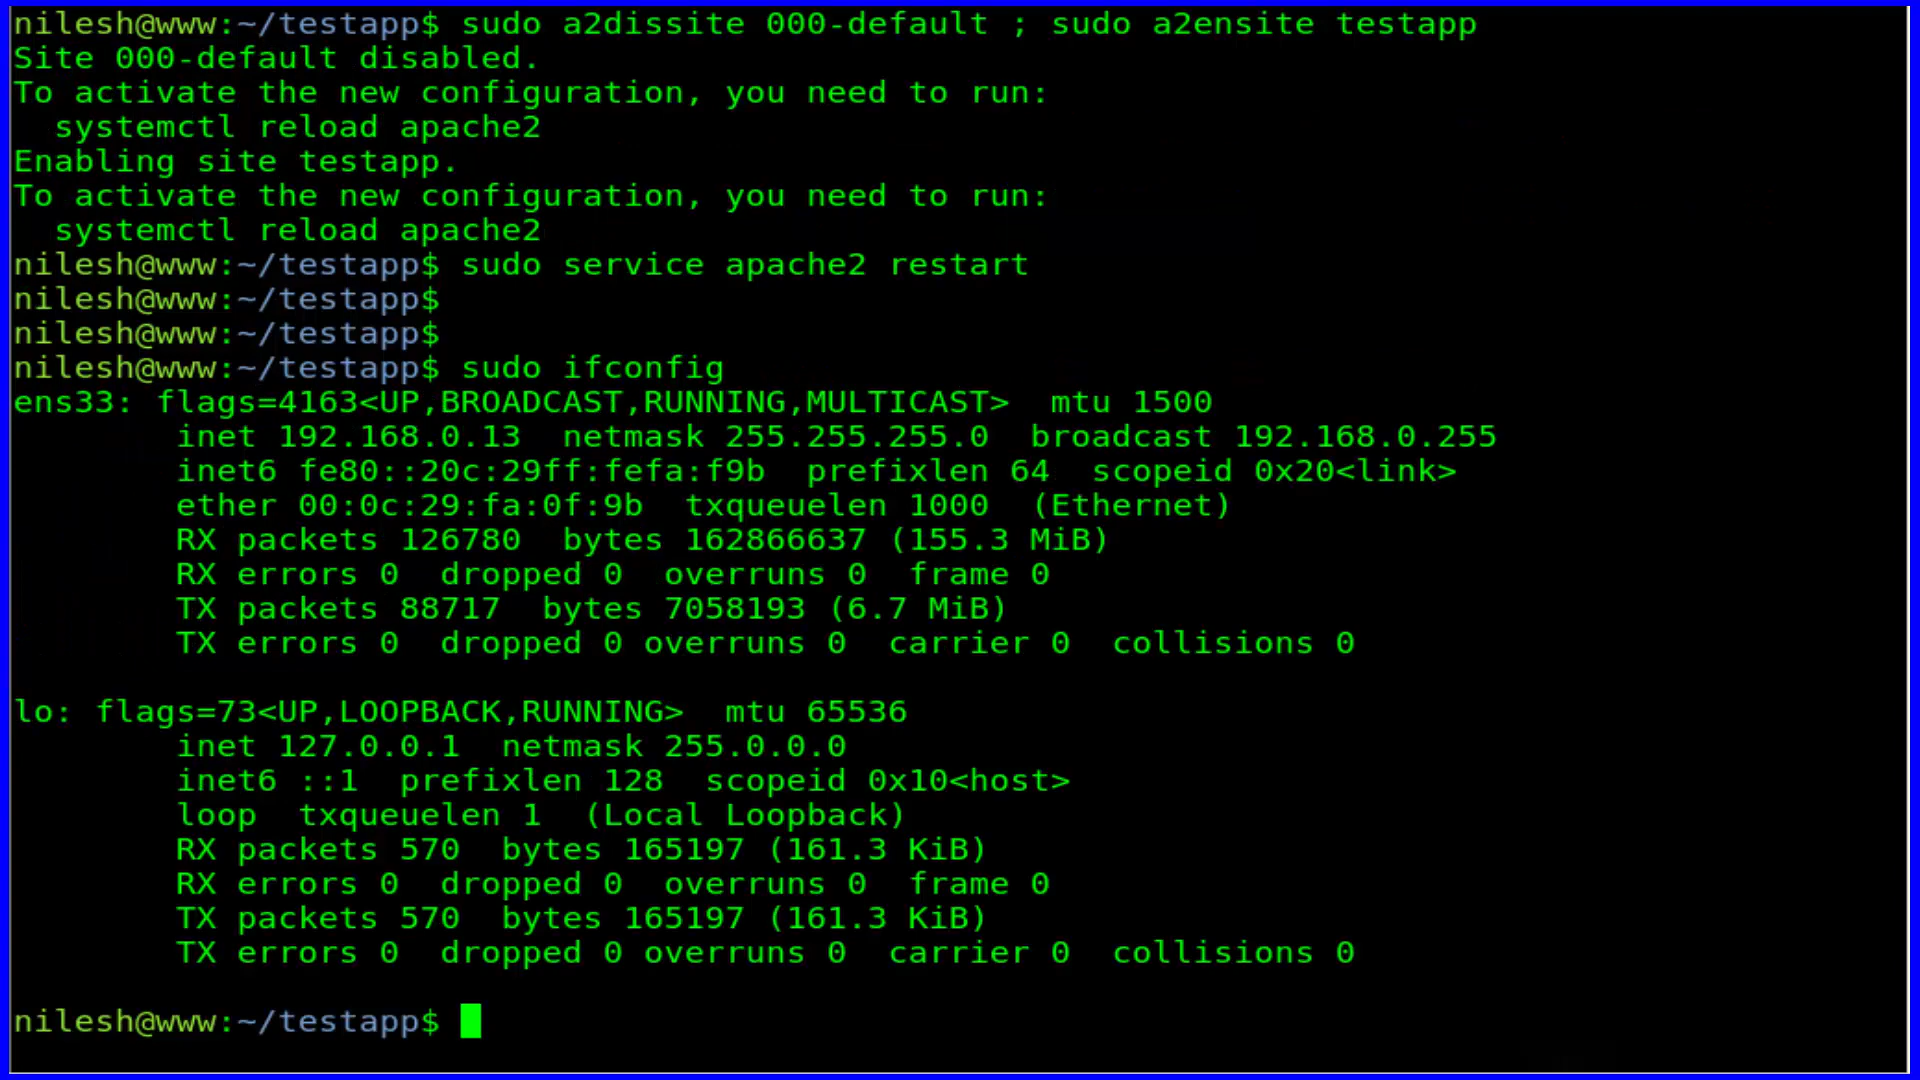 nilesh@www:~/testapp$ sudo a2dissite 000-default ; sudo a2ensite testapp
Site 000-default disabled.
To activate the new configuration, you need to run:
  systemctl reload apache2
Enabling site testapp.
To activate the new configuration, you need to run:
  systemctl reload apache2
nilesh@www:~/testapp$ sudo service apache2 restart
nilesh@www:~/testapp$
nilesh@www:~/testapp$
nilesh@www:~/testapp$ sudo ifconfig
ens33: flags=4163<UP,BROADCAST,RUNNING,MULTICAST>  mtu 1500
        inet 192.168.0.13  netmask 255.255.255.0  broadcast 192.168.0.255
        inet6 fe80::20c:29ff:fefa:f9b  prefixlen 64  scopeid 0x20<link>
        ether 00:0c:29:fa:0f:9b  txqueuelen 1000  (Ethernet)
        RX packets 126780  bytes 162866637 (155.3 MiB)
        RX errors 0  dropped 0  overruns 0  frame 0
        TX packets 88717  bytes 7058193 (6.7 MiB)
        TX errors 0  dropped 0 overruns 0  carrier 0  collisions 0

lo: flags=73<UP,LOOPBACK,RUNNING>  mtu 65536
        inet 127.0.0.1  netmask 255.0.0.0
        inet6 ::1  prefixlen 128  scopeid 0x10<host>
        loop  txqueuelen 1  (Local Loopback)
        RX packets 570  bytes 165197 (161.3 KiB)
        RX errors 0  dropped 0  overruns 0  frame 0
        TX packets 570  bytes 165197 (161.3 KiB)
        TX errors 0  dropped 0 overruns 0  carrier 0  collisions 0

nilesh@www:~/testapp$